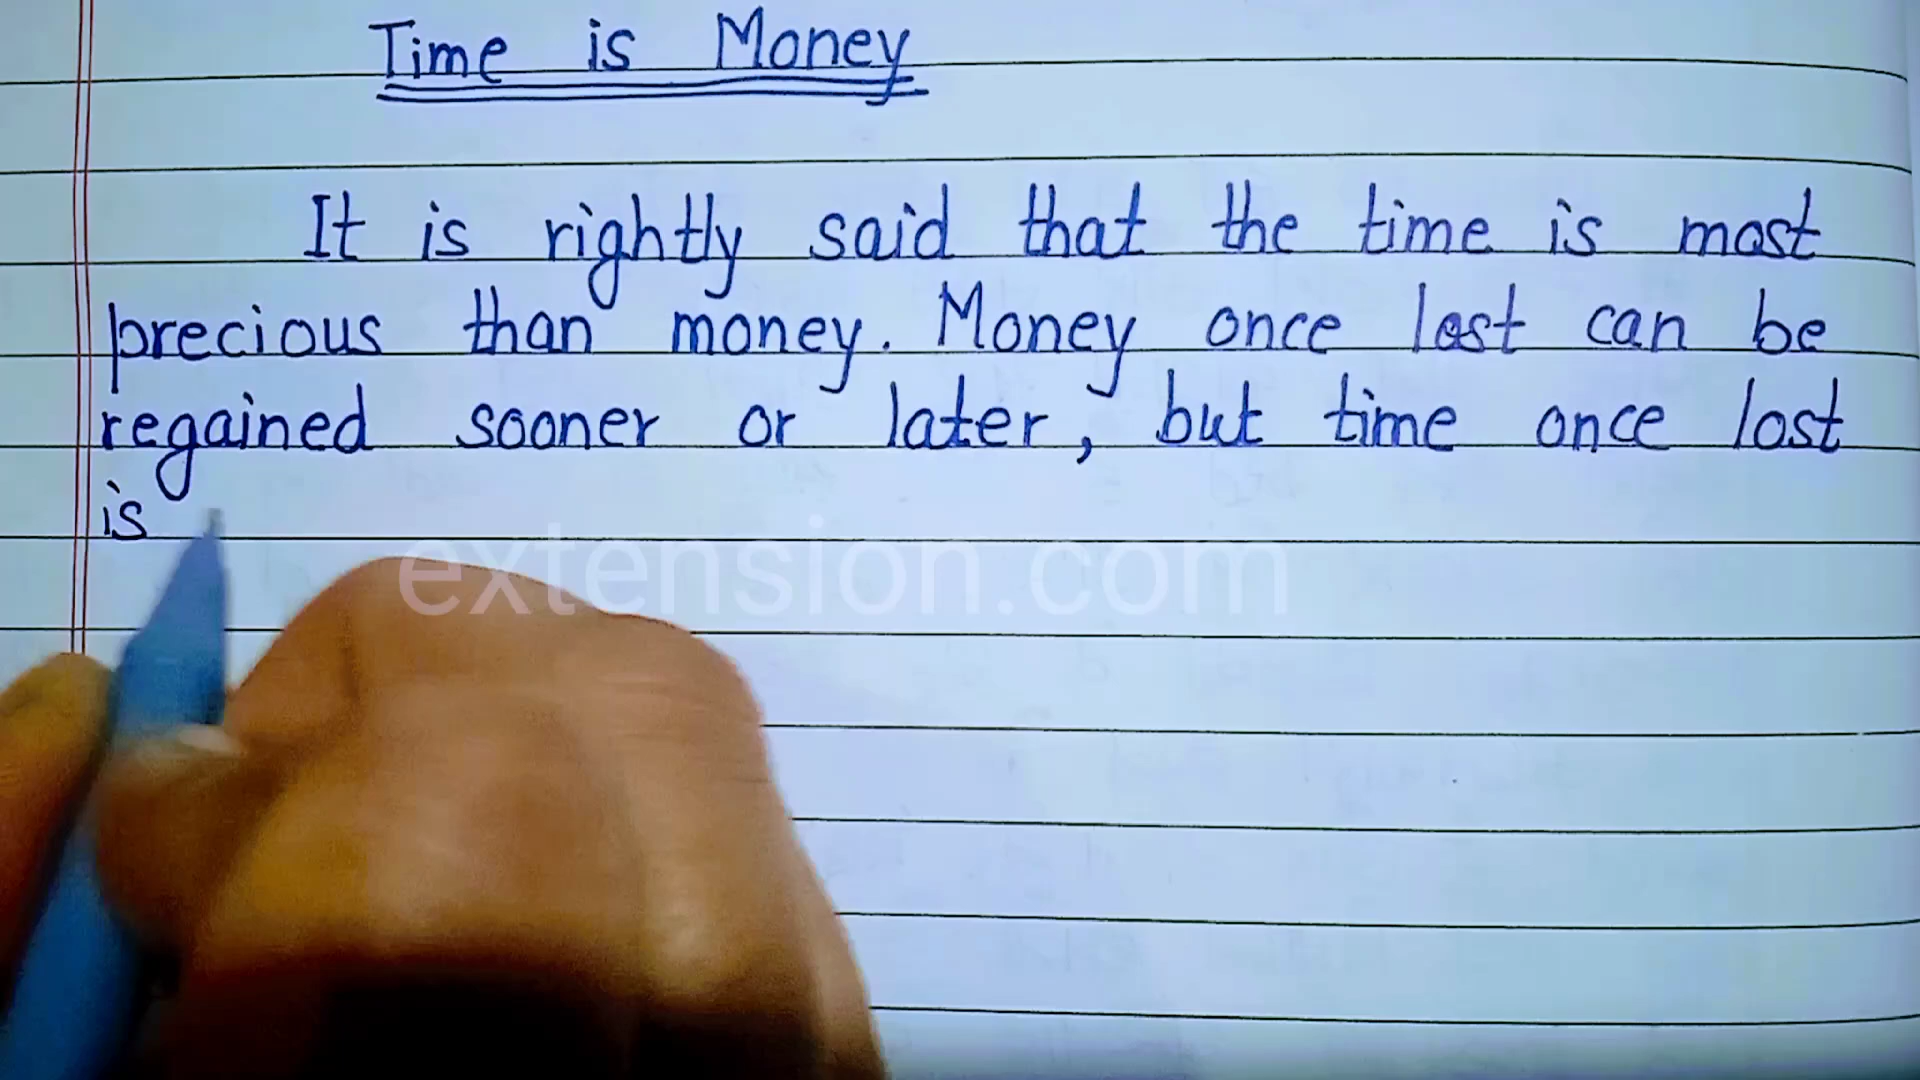 Time is Money
It is rightly said that the time is most
precious than money. Money once lost can be
regained sooner or later, but time once lost
is
extension.com